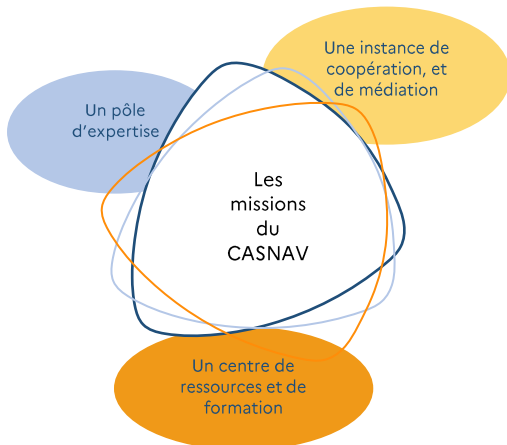 Une instance de
coopération, et
de médiation
Un pôle
d'expertise
Les
missions
du
CASNAV
Un centre de
ressources et de
formation